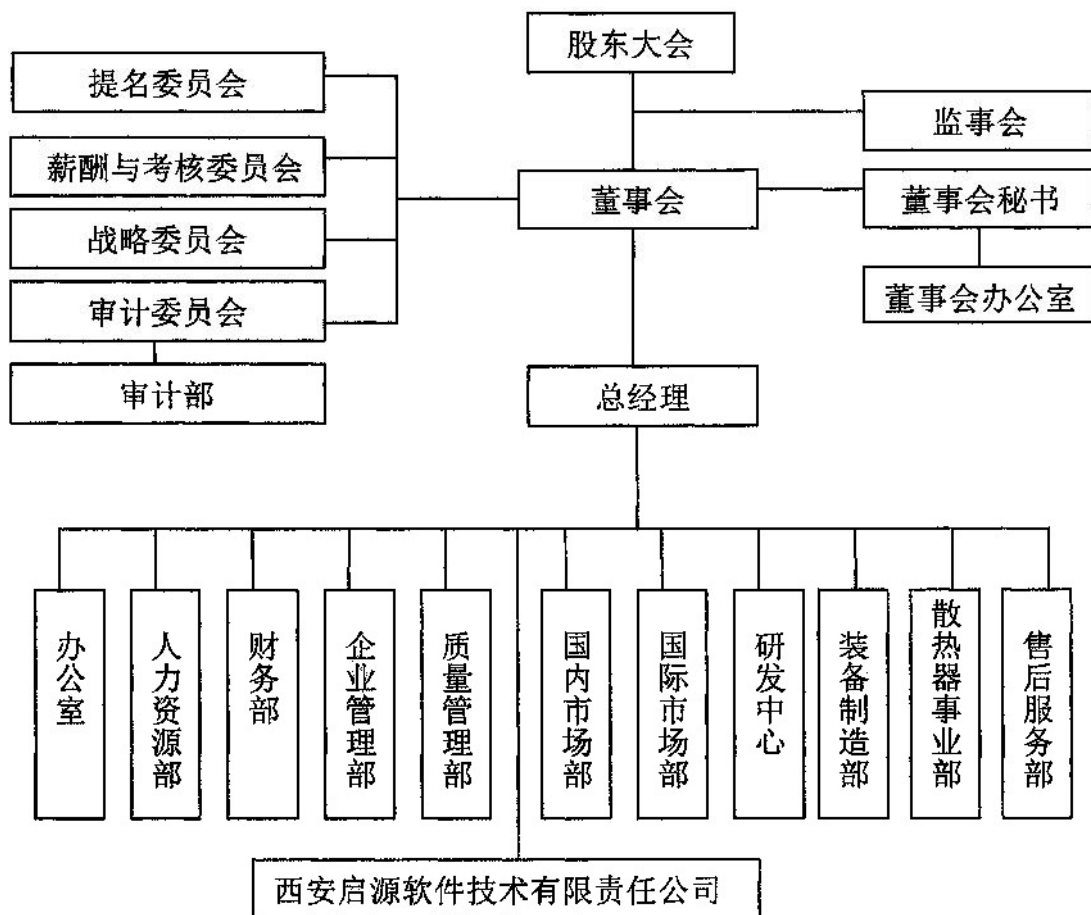 股东大会
提名委员会
监事会
薪酬与考核委员会
董事会
董事会秘书
战略委员会
审计委员会
董事会办公室
审计部
总经理
办公室
人力资源部
财务部
企业管理部
质量管理部
国内市场部
国际市场部
研发中心
装备制造部
散热器事业部
售后服务部
西安启源软件技术有限责任公司